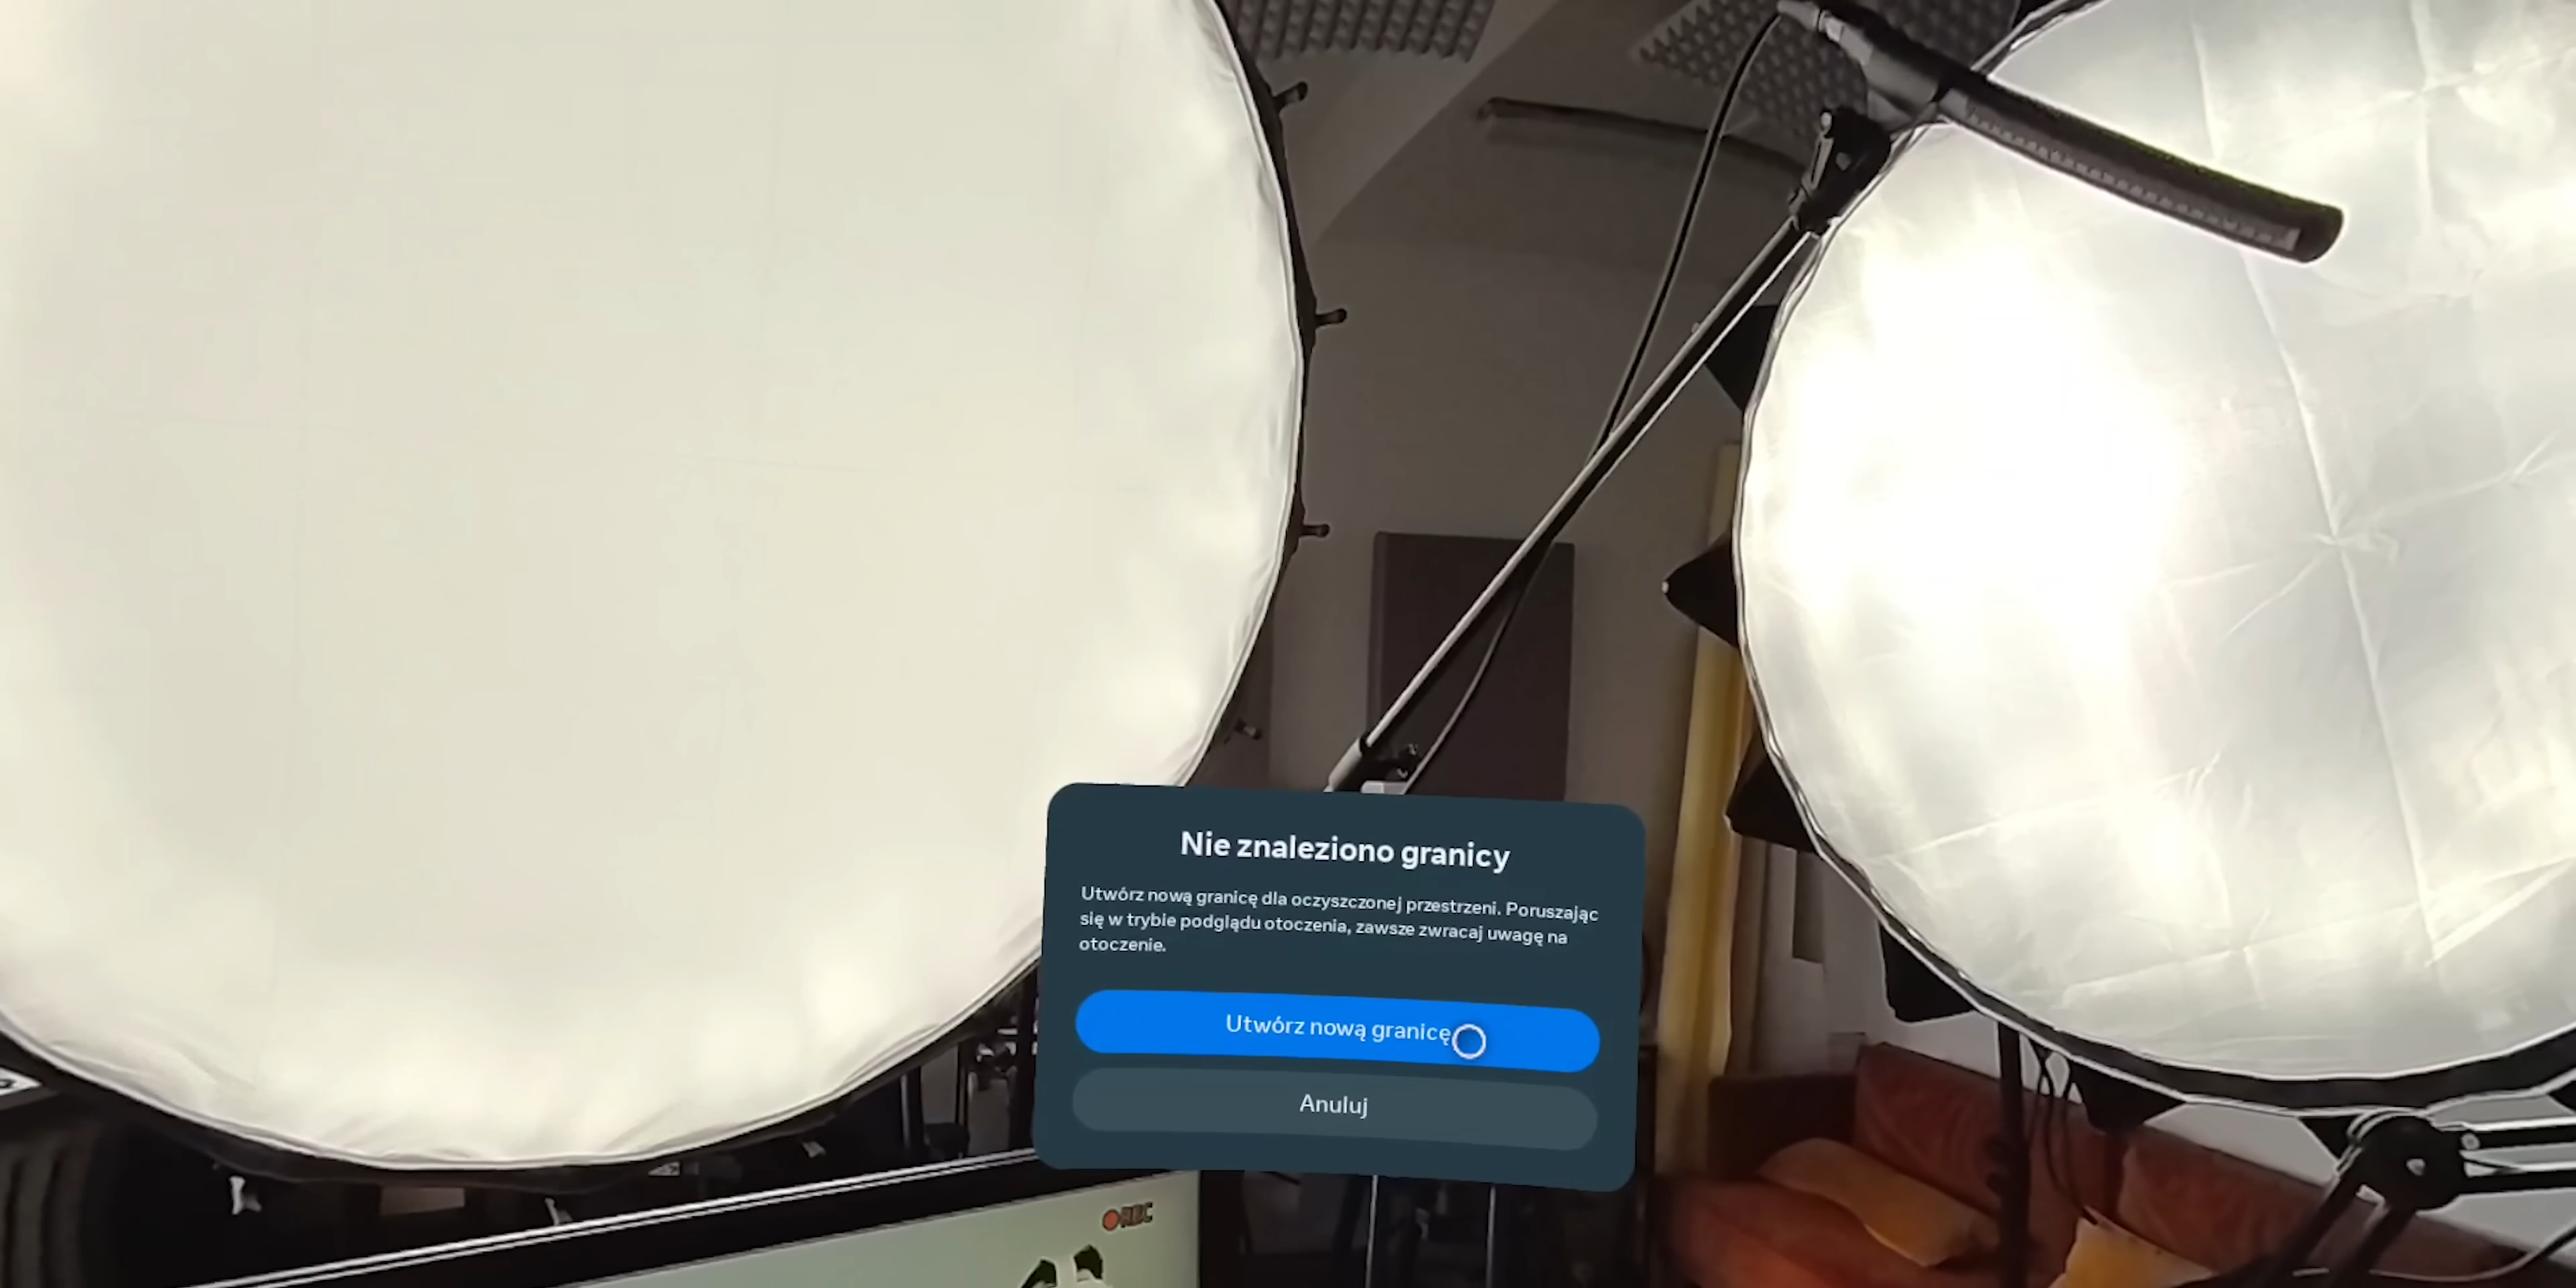 Nie znaleziono granicy
Utwórz nową granicę dla oczyszczonej przestrzeni. Poruszając
się w trybie podglądu otoczenia, zawsze zwracaj uwagę na
otoczenie.
Utwórz nową granicę
Anuluj
REC